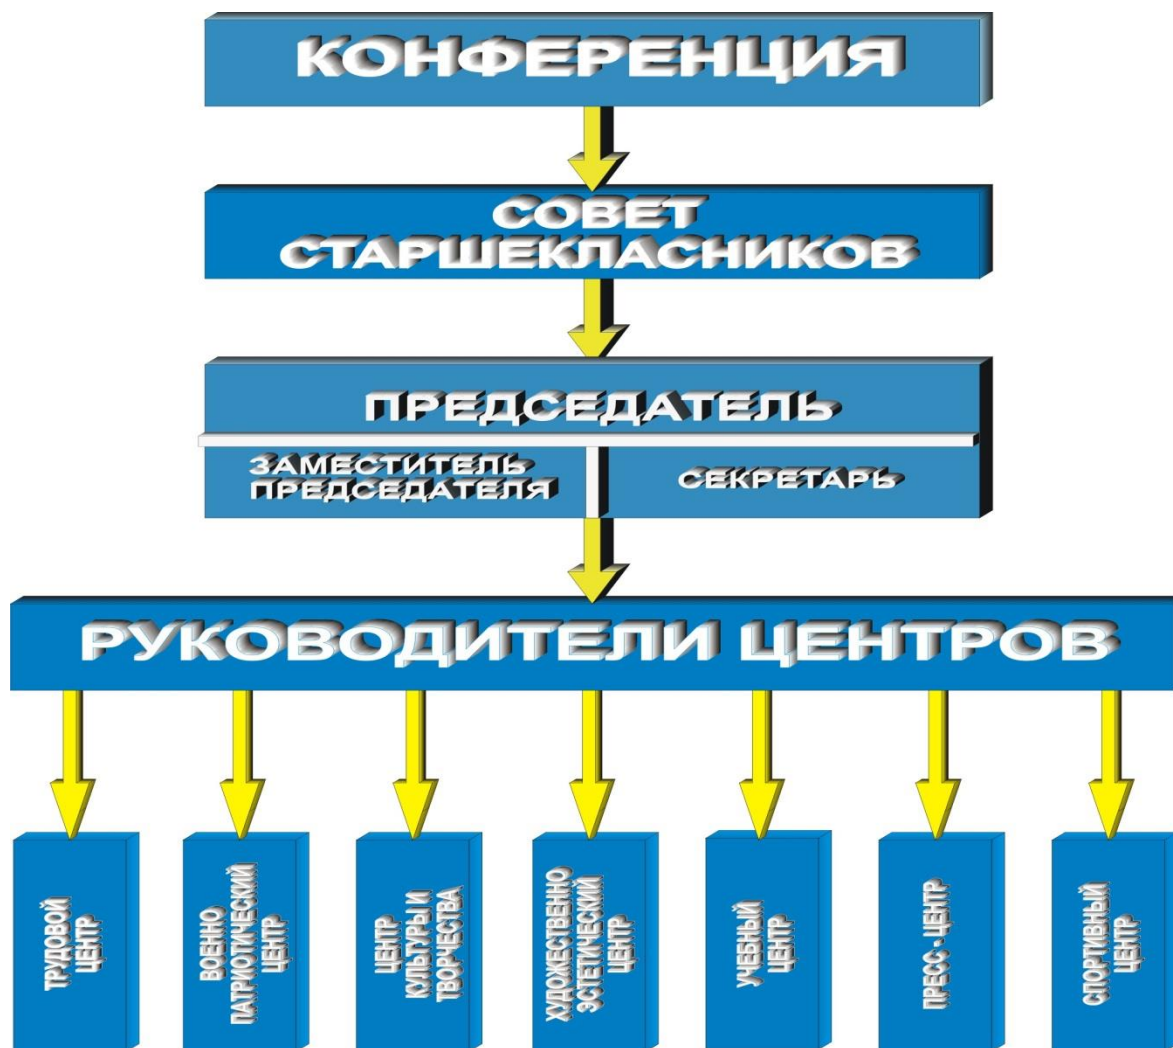 КОНФЕРЕНЦИЯ
СОВЕТ
СТАРШЕКЛАСНИКОВ
ПРЕДСЕДАТЕЛЬ
ЗАМЕСТИТЕЛЬ
ПРЕДСЕДАТЕЛЯ
СЕКРЕТАРЬ
РУКОВОДИТЕЛИ ЦЕНТРОВ
ТРУДОВОЙ
ЦЕНТР
ВОЕННО
ПАТРИОТИЧЕСКИЙ
ЦЕНТР
ЦЕНТР
КУЛЬТУРЫ И
ТВОРЧЕСТВА
ХУДОЖЕСТВЕННО
ЭСТЕТИЧЕСКИЙ
ЦЕНТР
УЧЕБНЫЙ
ЦЕНТР
ПРЕСС - ЦЕНТР
СПОРТИВНЫЙ
ЦЕНТР